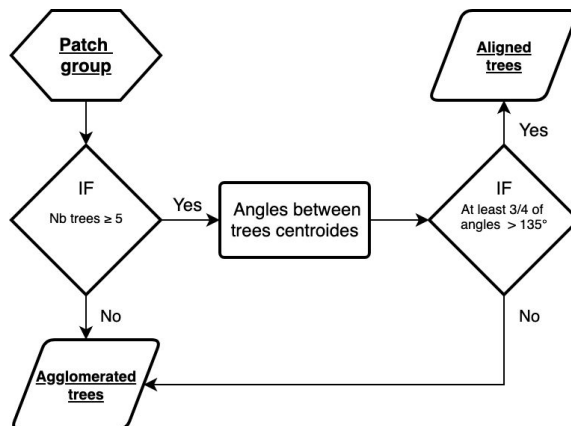 Patch
group
IF
Nb trees ≥ 5
Yes
No
Angles between
trees centroides
IF
At least 3/4 of
angles > 135°
Yes
Aligned
trees
No
Agglomerated
trees